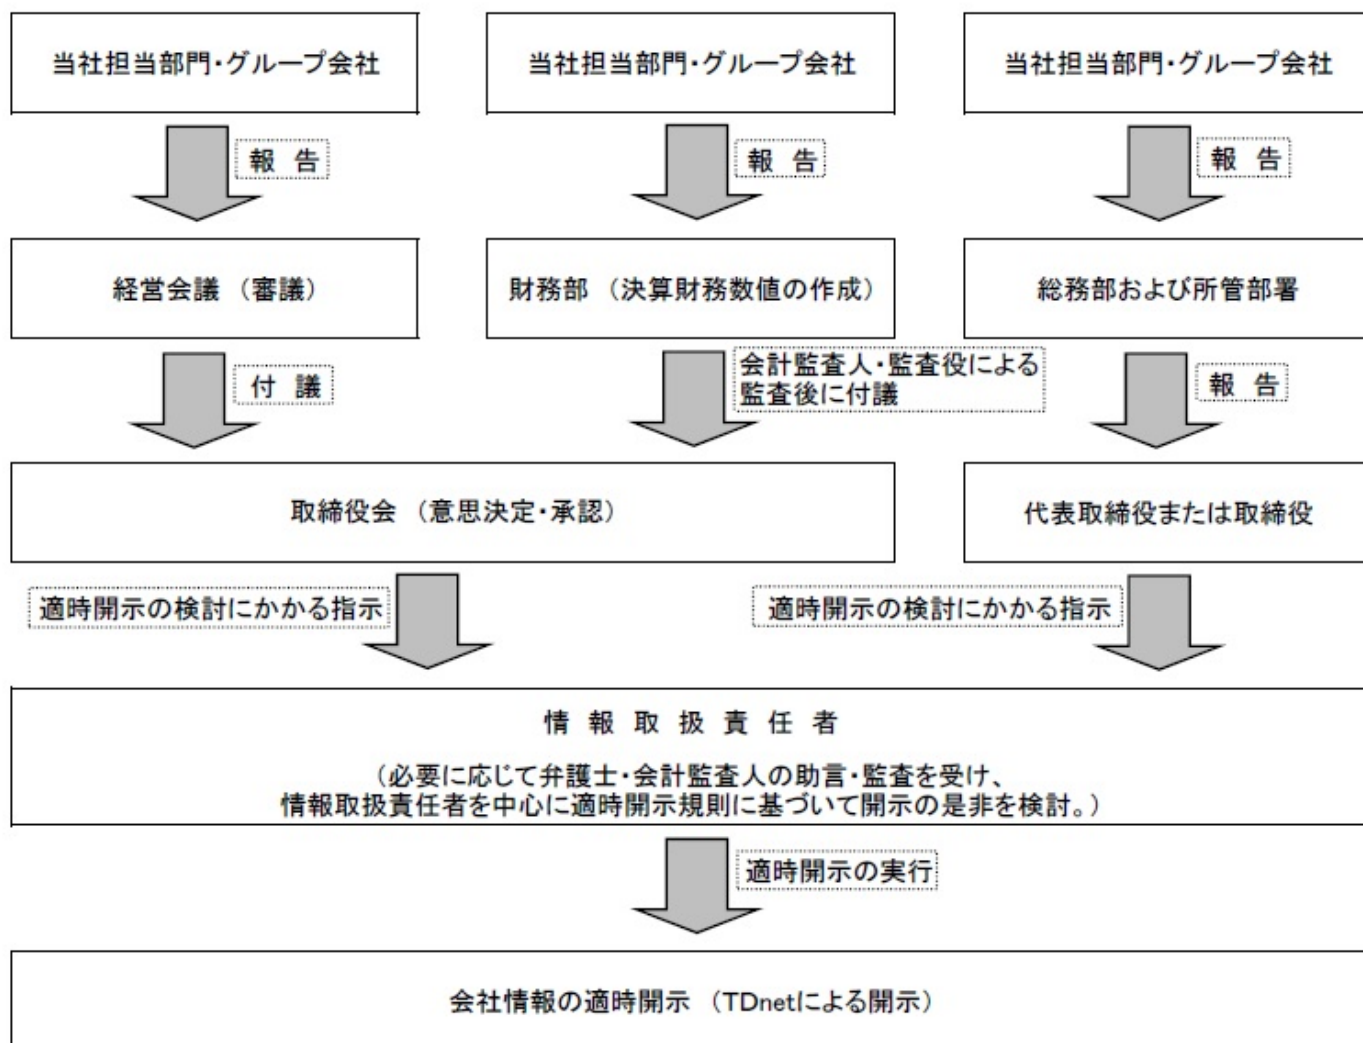 当社担当部門・グループ会社
当社担当部門・グループ会社
当社担当部門・グループ会社
報 告
報 告
報 告
経営会議 （審議）
財務部 （決算財務数値の作成）
総務部および所管部署
付 議
会計監査人・監査役による
監査後に付議
報 告
取締役会 （意思決定・承認）
代表取締役または取締役
適時開示の検討にかかる指示
適時開示の検討にかかる指示
情 報 取 扱 責 任 者
（必要に応じて弁護士・会計監査人の助言・監査を受け、
情報取扱責任者を中心に適時開示規則に基づいて開示の是非を検討。）
適時開示の実行
会社情報の適時開示 （TDnetによる開示）